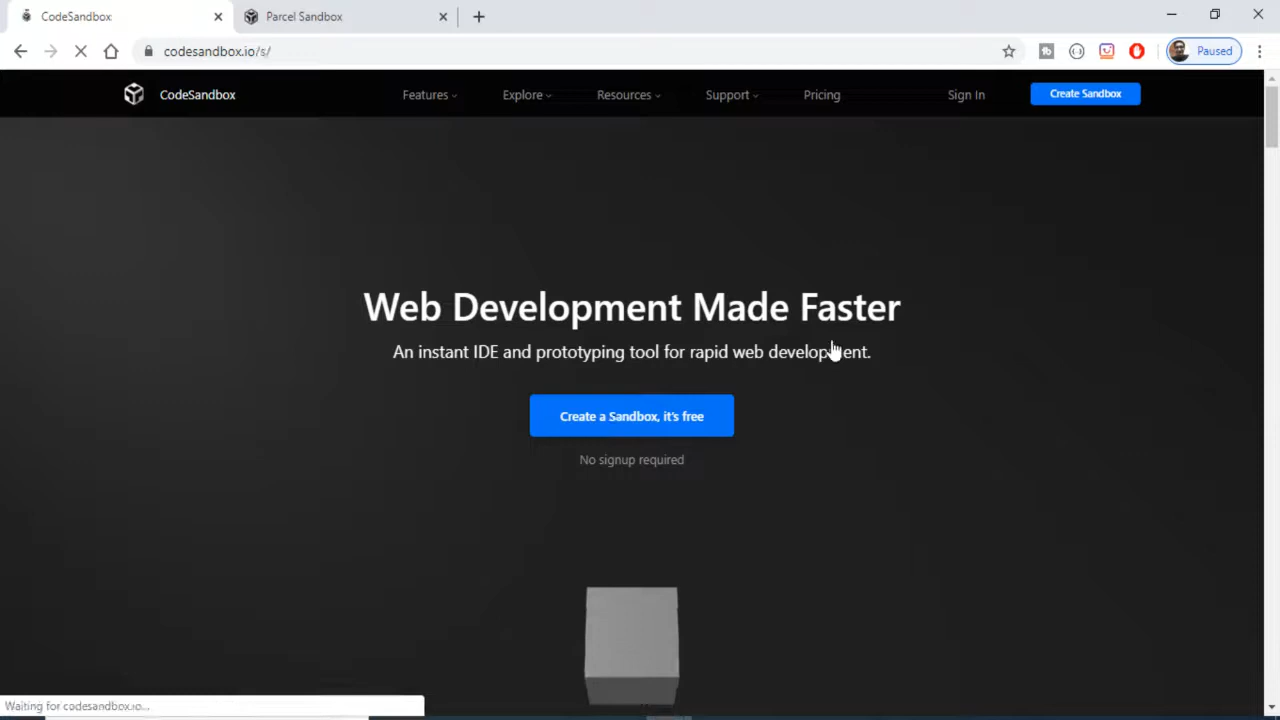 CodeSandbox
Parcel Sandbox
codesandbox.io/s/
Paused
CodeSandbox
Features
Explore
Resources
Support
Pricing
Sign In
Create Sandbox
Web Development Made Faster
An instant IDE and prototyping tool for rapid web development.
Create a Sandbox, it's free
No signup required
Waiting for codesandbox.io...